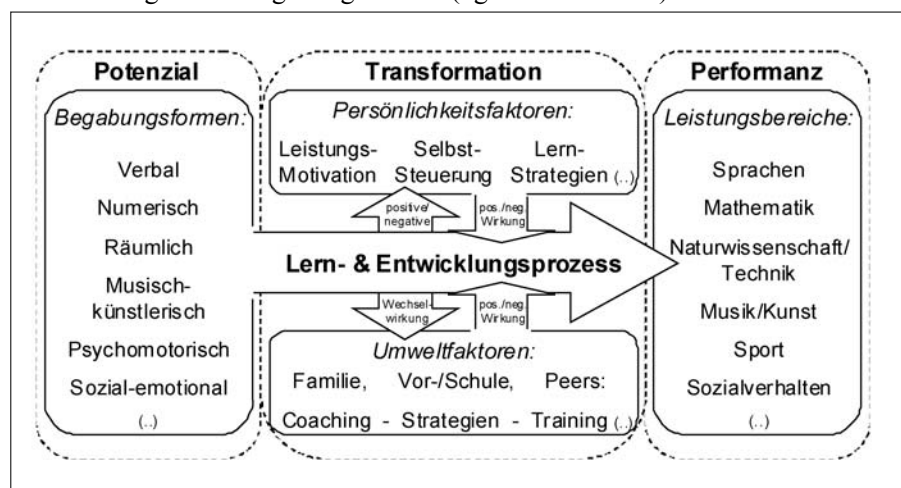 Potenzial
Begabungsformen:
Verbal
Numerisch
Räumlich
Musisch-
künstlerisch
Psychomotorisch
Sozial-emotional
(..)
Transformation
Persönlichkeitsfaktoren:
Leistungs- Selbst- Lern-
Motivation Steuerung Strategien (..)
positive/
negative
pos./neg.
Wirkung
Lern- & Entwicklungsprozess
Wechsel-
wirkung
pos./neg.
Wirkung
Umweltfaktoren:
Familie, Vor-/Schule, Peers:
Coaching - Strategien - Training (..)
Performanz
Leistungsbereiche:
Sprachen
Mathematik
Naturwissenschaft/
Technik
Musik/Kunst
Sport
Sozialverhalten
(..)